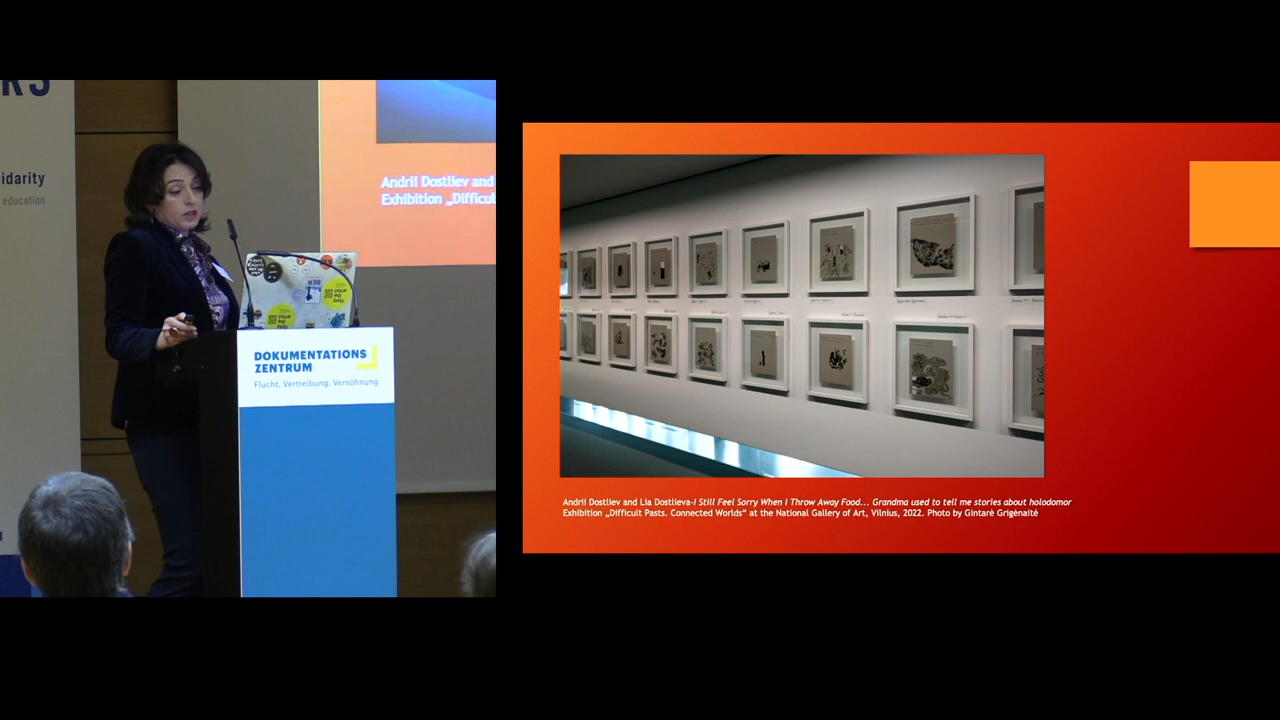 RS
idarity
education
Andrii Dostliev and
Exhibition „Difficul
DOKUMENTATIONS
ZENTRUM
Flucht, Vertreibung, Versöhnung
Andrii Dostliev and Lia Dostlieva-I Still Feel Sorry When I Throw Away Food... Grandma used to tell me stories about holodomor
Exhibition „Difficult Pasts. Connected Worlds“ at the National Gallery of Art, Vilnius, 2022. Photo by Gintarė Grigėnaitė